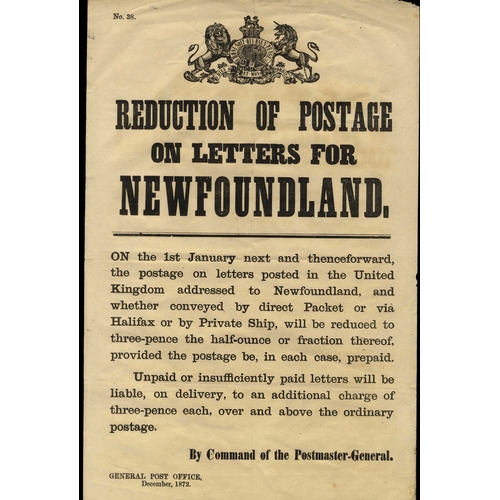 No. 38.
REDUCTION OF POSTAGE
ON LETTERS FOR
NEWFOUNDLAND.
ON the 1st January next and thenceforward,
the postage on letters posted in the United
Kingdom addressed to Newfoundland, and
whether conveyed by direct Packet or viâ
Halifax or by Private Ship, will be reduced to
three-pence the half-ounce or fraction thereof,
provided the postage be, in each case, prepaid.
Unpaid or insufficiently paid letters will be
liable, on delivery, to an additional charge of
three-pence each, over and above the ordinary
postage.
By Command of the Postmaster-General.
GENERAL POST OFFICE,
December, 1872.